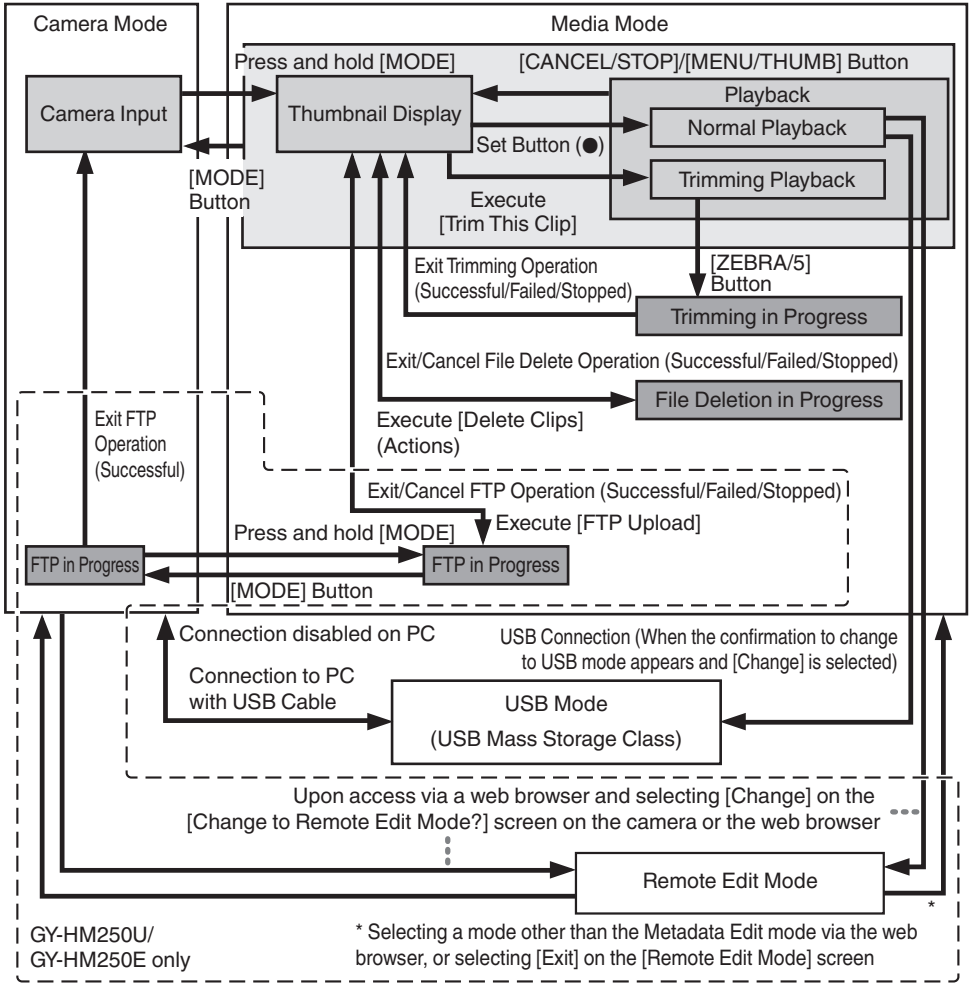 Camera Mode
Media Mode
Press and hold [MODE]
[CANCEL/STOP]/[MENU/THUMB] Button
Camera Input
Thumbnail Display
Playback
Normal Playback
Set Button (●)
[MODE]
Button
Trimming Playback
Execute
[Trim This Clip]
Exit Trimming Operation
(Successful/Failed/Stopped)
[ZEBRA/5]
Button
Trimming in Progress
Exit/Cancel File Delete Operation (Successful/Failed/Stopped)
File Deletion in Progress
Execute [Delete Clips]
(Actions)
Exit FTP
Operation
(Successful)
Exit/Cancel FTP Operation (Successful/Failed/Stopped)
Execute [FTP Upload]
Press and hold [MODE]
FTP in Progress
FTP in Progress
[MODE] Button
Connection disabled on PC
USB Connection (When the confirmation to change
to USB mode appears and [Change] is selected)
Connection to PC
with USB Cable
USB Mode
(USB Mass Storage Class)
Upon access via a web browser and selecting [Change] on the
[Change to Remote Edit Mode?] screen on the camera or the web browser
Remote Edit Mode
*
GY-HM250U/
GY-HM250E only
* Selecting a mode other than the Metadata Edit mode via the web
browser, or selecting [Exit] on the [Remote Edit Mode] screen